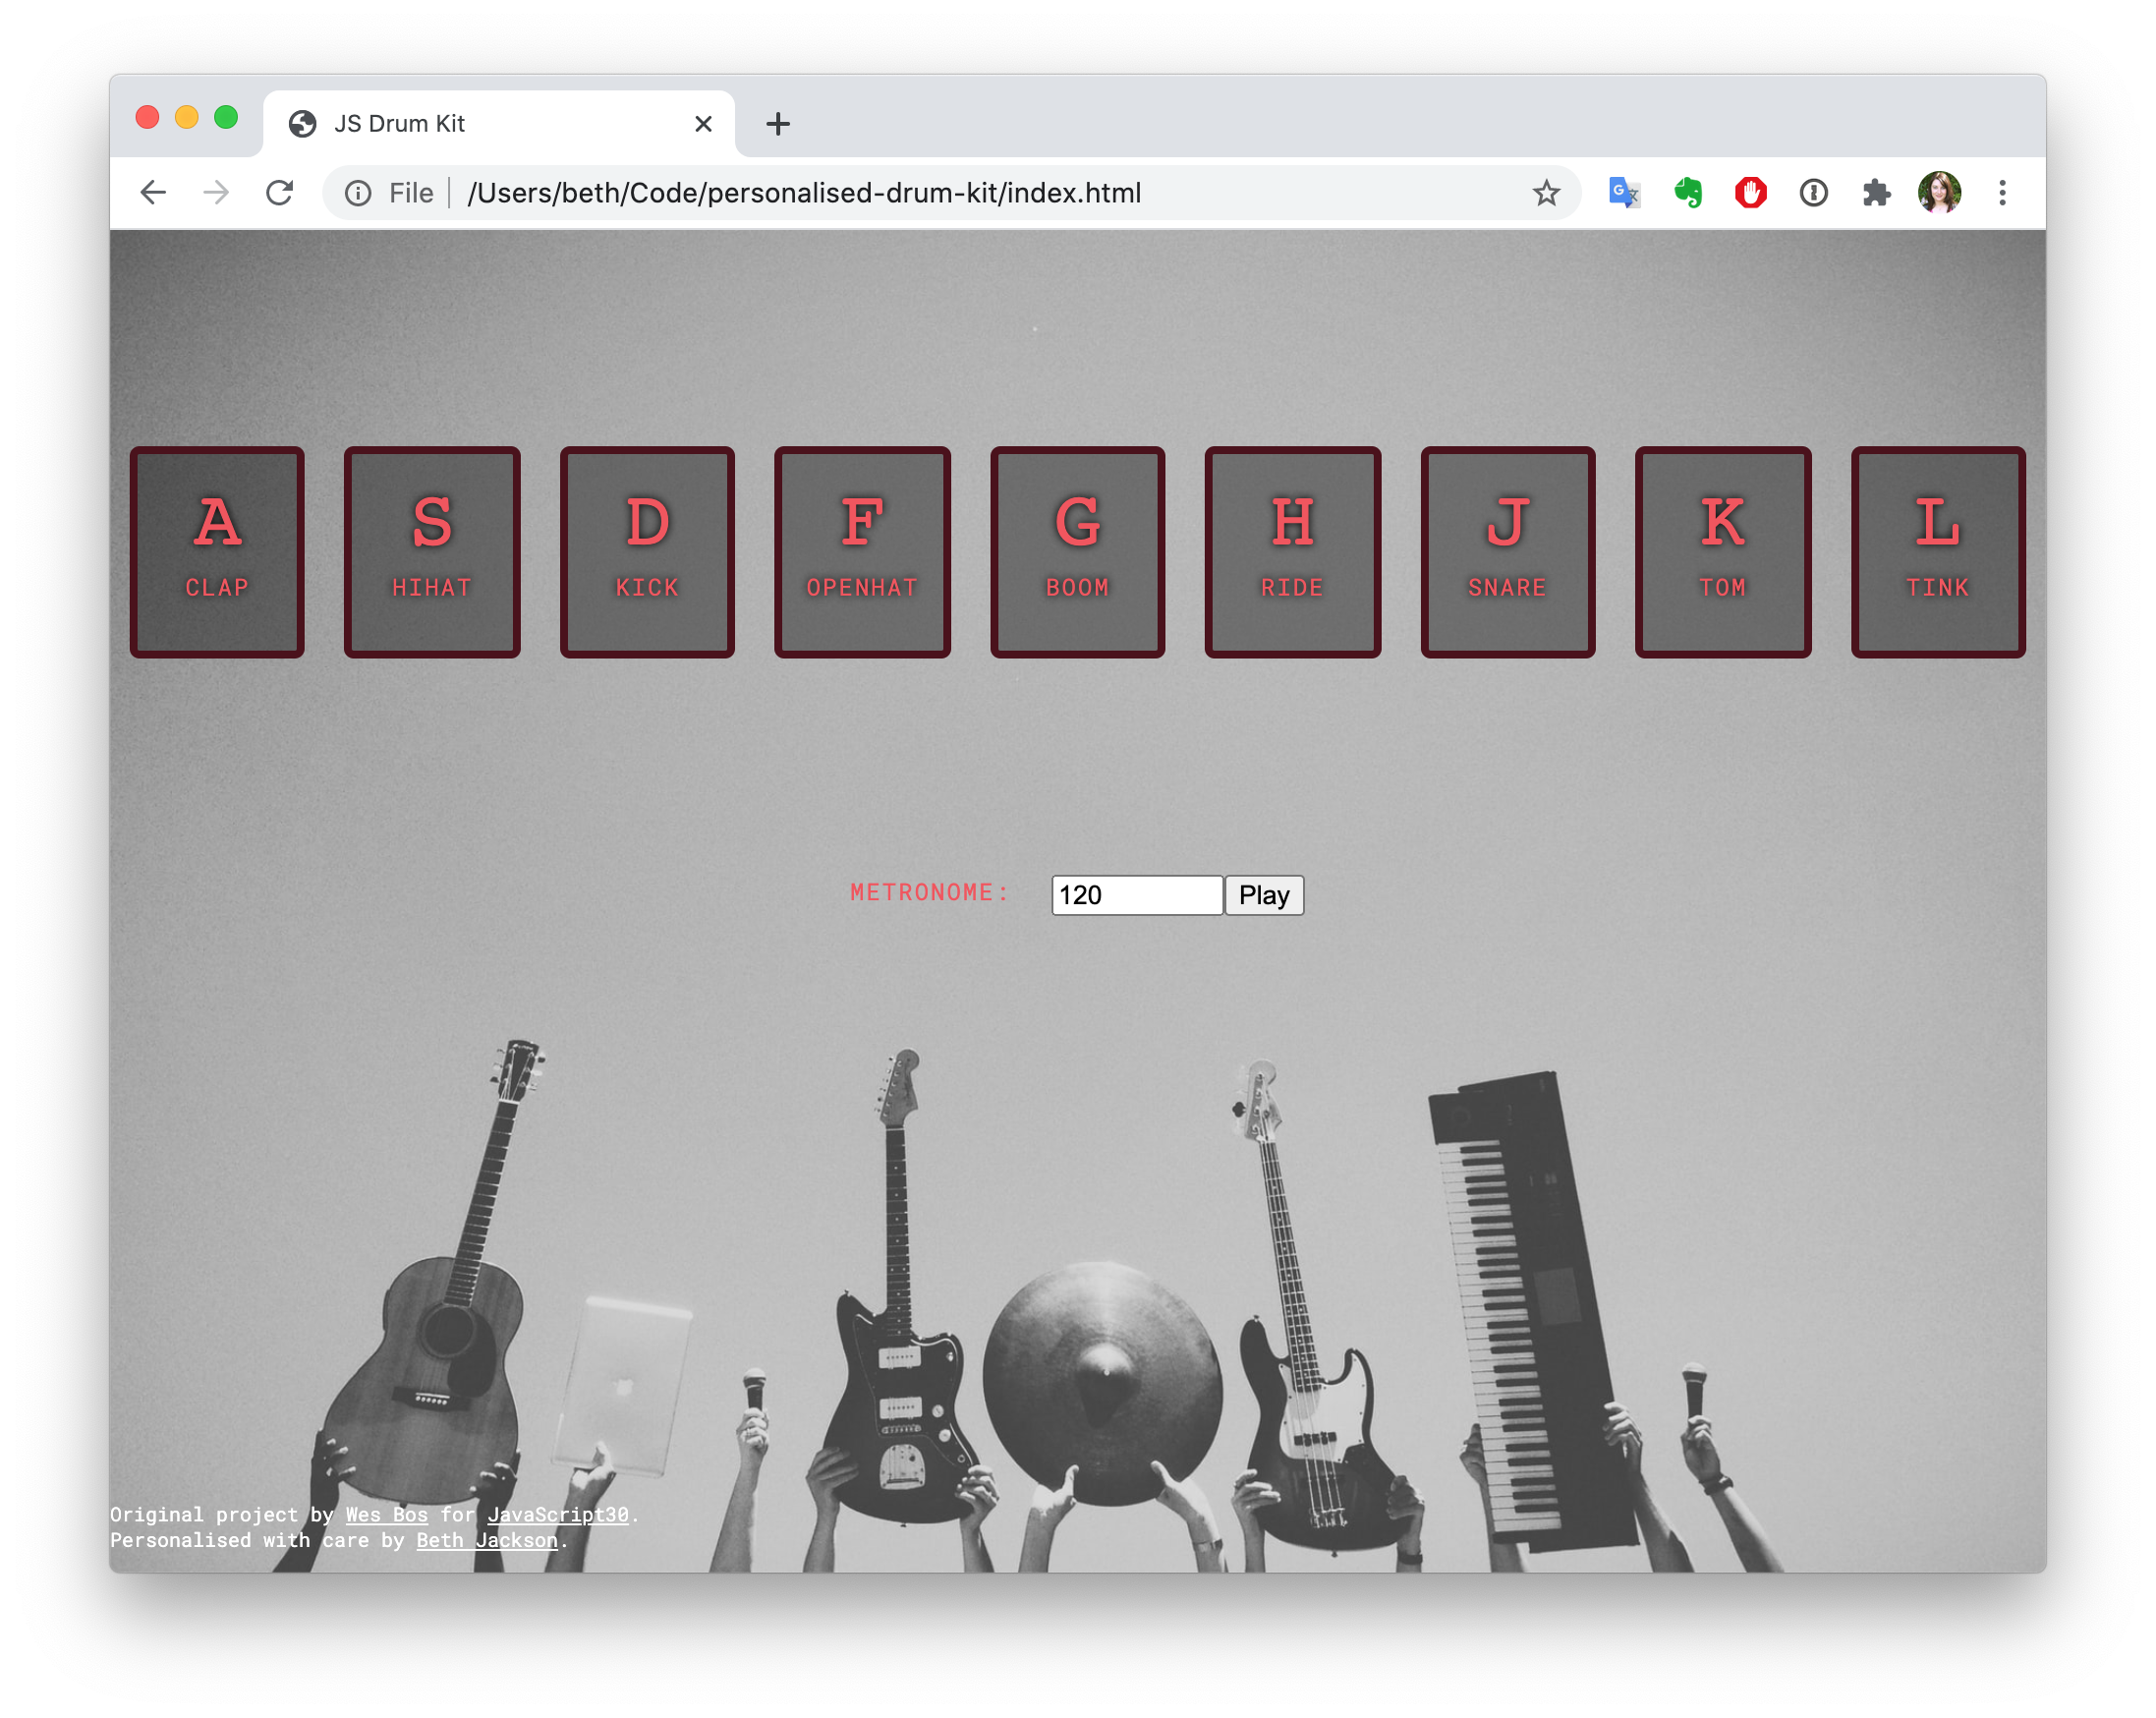 JS Drum Kit
File /Users/beth/Code/personalised-drum-kit/index.html
A S D F G H J K L
CLAP HIHAT KICK OPENHAT BOOM RIDE SNARE TOM TINK
METRONOME: 120 Play
Original project by Wes Bos for JavaScript30.
Personalised with care by Beth Jackson.